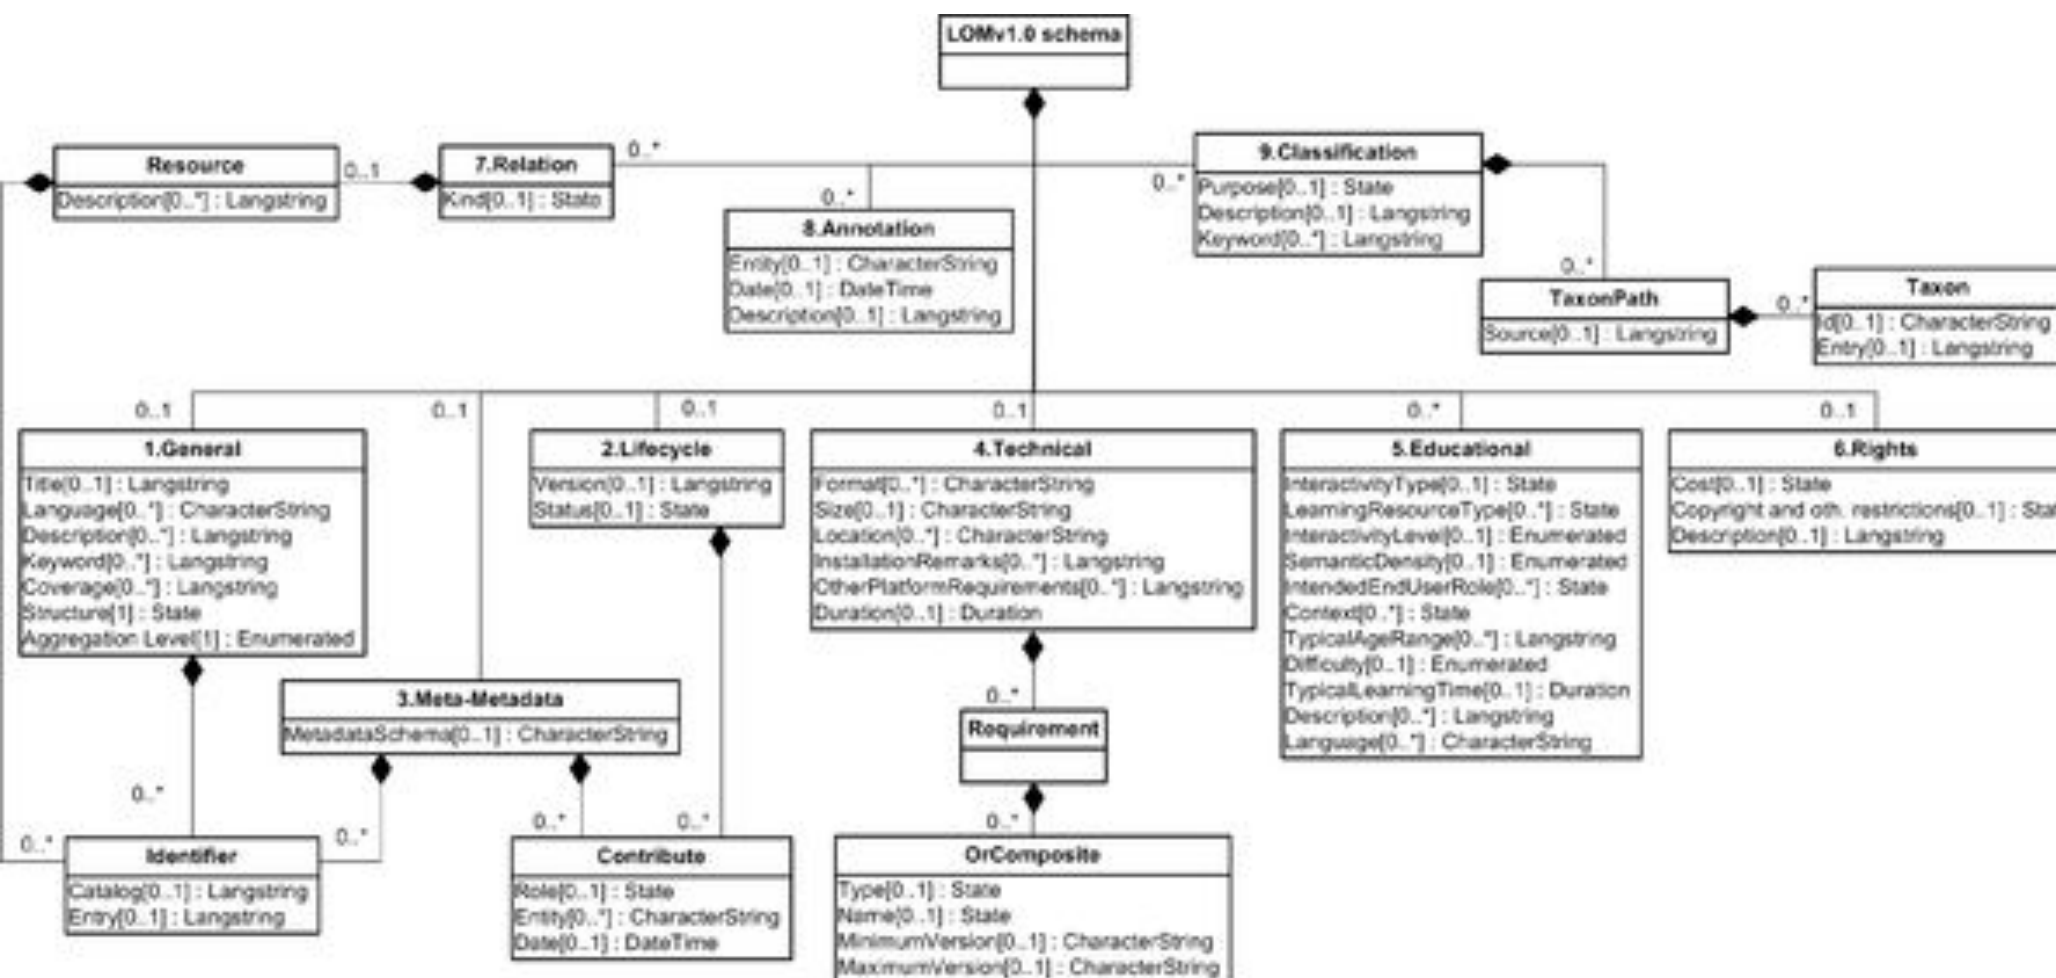 LOMv1.0 schema
Resource
Description[0..*] : Langstring
0..1
7.Relation
Kind[0..1] : State
0..*
8.Annotation
0..*
Entity[0..1] : CharacterString
Date[0..1] : DateTime
Description[0..1] : Langstring
9.Classification
0..*
Purpose[0..1] : State
Description[0..1] : Langstring
Keyword[0..*] : Langstring
0..*
TaxonPath
Source[0..1] : Langstring
0..*
Taxon
Id[0..1] : CharacterString
Entry[0..1] : Langstring
0..1
1.General
Title[0..1] : Langstring
Language[0..*] : CharacterString
Description[0..*] : Langstring
Keyword[0..*] : Langstring
Coverage[0..*] : Langstring
Structure[1] : State
Aggregation Level[1] : Enumerated
0..1
3.Meta-Metadata
MetadataSchema[0..1] : CharacterString
0..1
2.Lifecycle
Version[0..1] : Langstring
Status[0..1] : State
0..1
4.Technical
Format[0..*] : CharacterString
Size[0..1] : CharacterString
Location[0..*] : CharacterString
InstallationRemarks[0..*] : Langstring
OtherPlatformRequirements[0..*] : Langstring
Duration[0..1] : Duration
0..*
5.Educational
InteractivityType[0..1] : State
LearningResourceType[0..*] : State
InteractivityLevel[0..1] : Enumerated
SemanticDensity[0..1] : Enumerated
IntendedEndUserRole[0..*] : State
Context[0..*] : State
TypicalAgeRange[0..*] : Langstring
Difficulty[0..1] : Enumerated
TypicalLearningTime[0..1] : Duration
Description[0..*] : Langstring
Language[0..*] : CharacterString
0..1
6.Rights
Cost[0..1] : State
Copyright and oth. restrictions[0..1] : Stat
Description[0..1] : Langstring
0..*
0..*
0..*
Identifier
Catalog[0..1] : Langstring
Entry[0..1] : Langstring
0..*
0..*
Contribute
Role[0..1] : State
Entity[0..*] : CharacterString
Date[0..1] : DateTime
0..*
Requirement
0..*
OrComposite
Type[0..1] : State
Name[0..1] : State
MinimumVersion[0..1] : CharacterString
MaximumVersion[0..1] : CharacterString